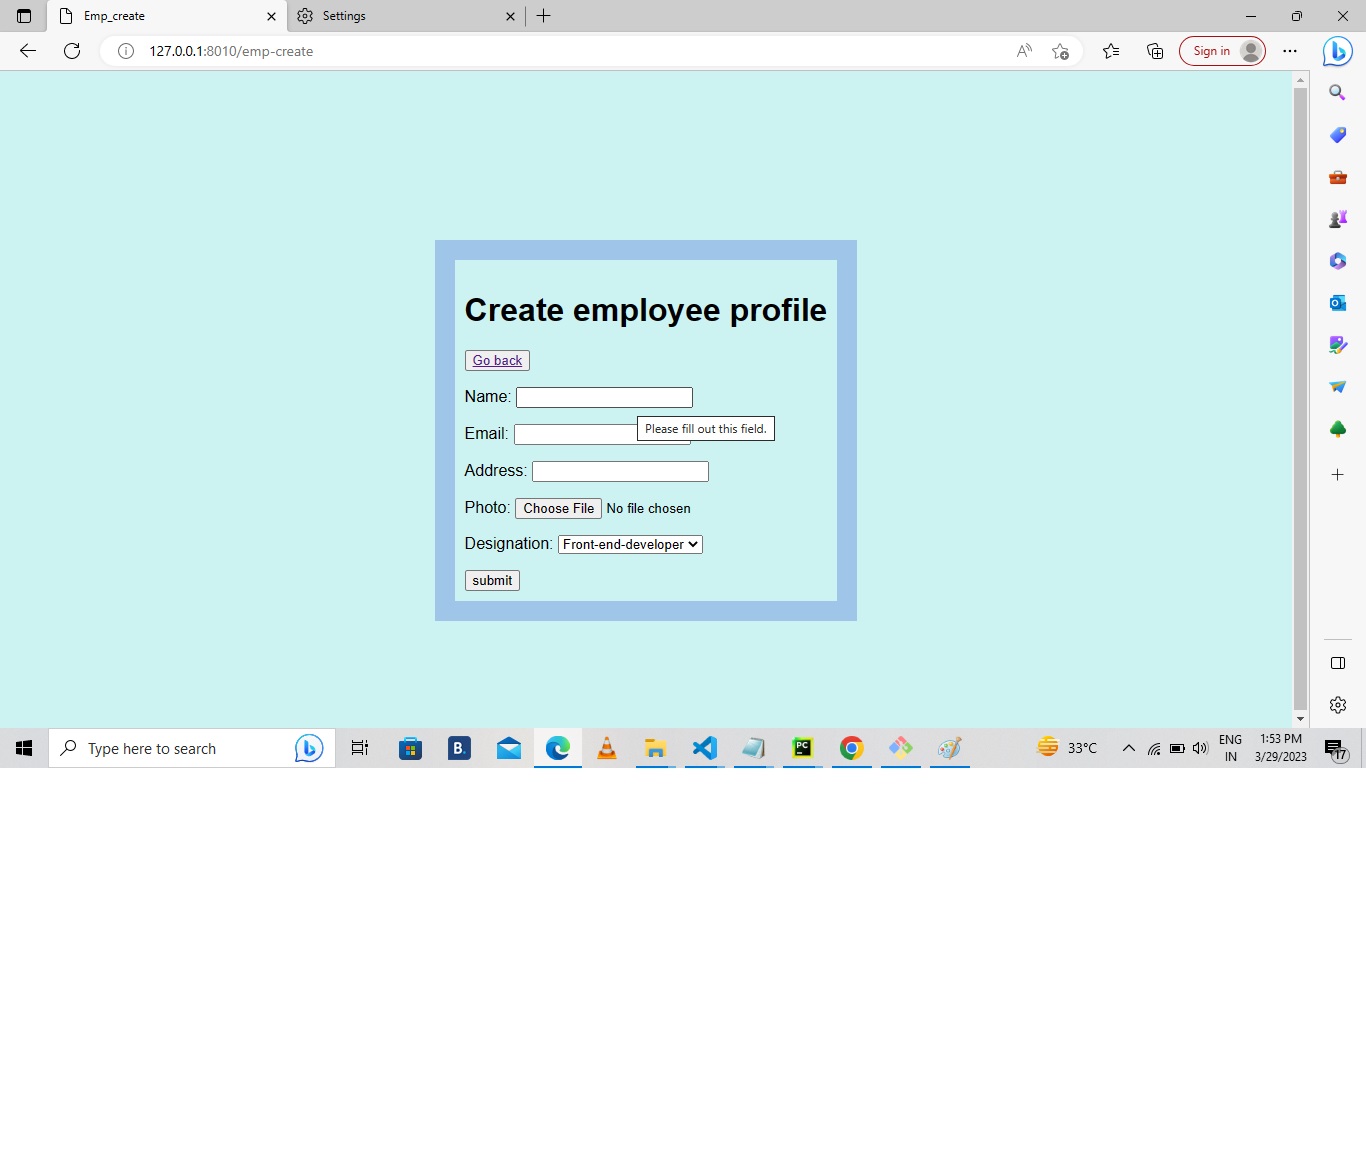 Emp_create
Settings
127.0.0.1:8010/emp-create
Sign in
Create employee profile
Go back
Name:
Please fill out this field.
Email:
Address:
Photo: Choose File No file chosen
Designation: Front-end-developer
submit
Type here to search
B.
PC
33°C
ENG
IN
1:53 PM
3/29/2023
17